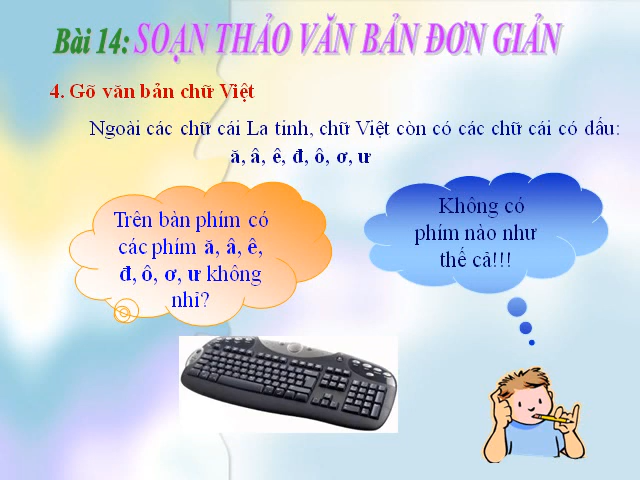 Bài 14: SOẠN THẢO VĂN BẢN ĐƠN GIẢN
4. Gõ văn bản chữ Việt
Ngoài các chữ cái La tinh, chữ Việt còn có các chữ cái có dấu:
ă, â, ê, đ, ô, ơ, ư
Trên bàn phím có
các phím ă, â, ê,
đ, ô, ơ, ư không
nhỉ?
Không có
phím nào như
thế cả!!!